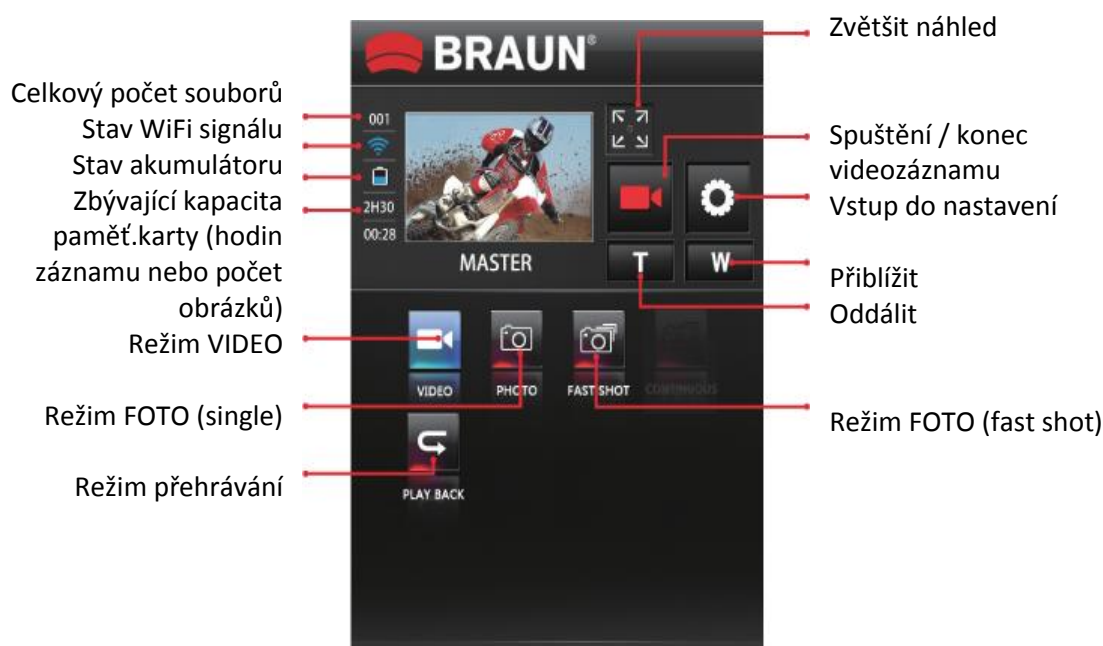 Celkový počet souborů
Stav WiFi signálu
Stav akumulátoru
Zbývající kapacita
paměť.karty (hodin
záznamu nebo počet
obrázků)
Režim VIDEO
Režim FOTO (single)
Režim přehrávání
BRAUN®
001
2H30
00:28
MASTER
T
W
VIDEO
PHOTO
FAST SHOT
CONTINUOUS
PLAY BACK
Zvětšit náhled
Spuštění / konec
videozáznamu
Vstup do nastavení
Přiblížit
Oddálit
Režim FOTO (fast shot)